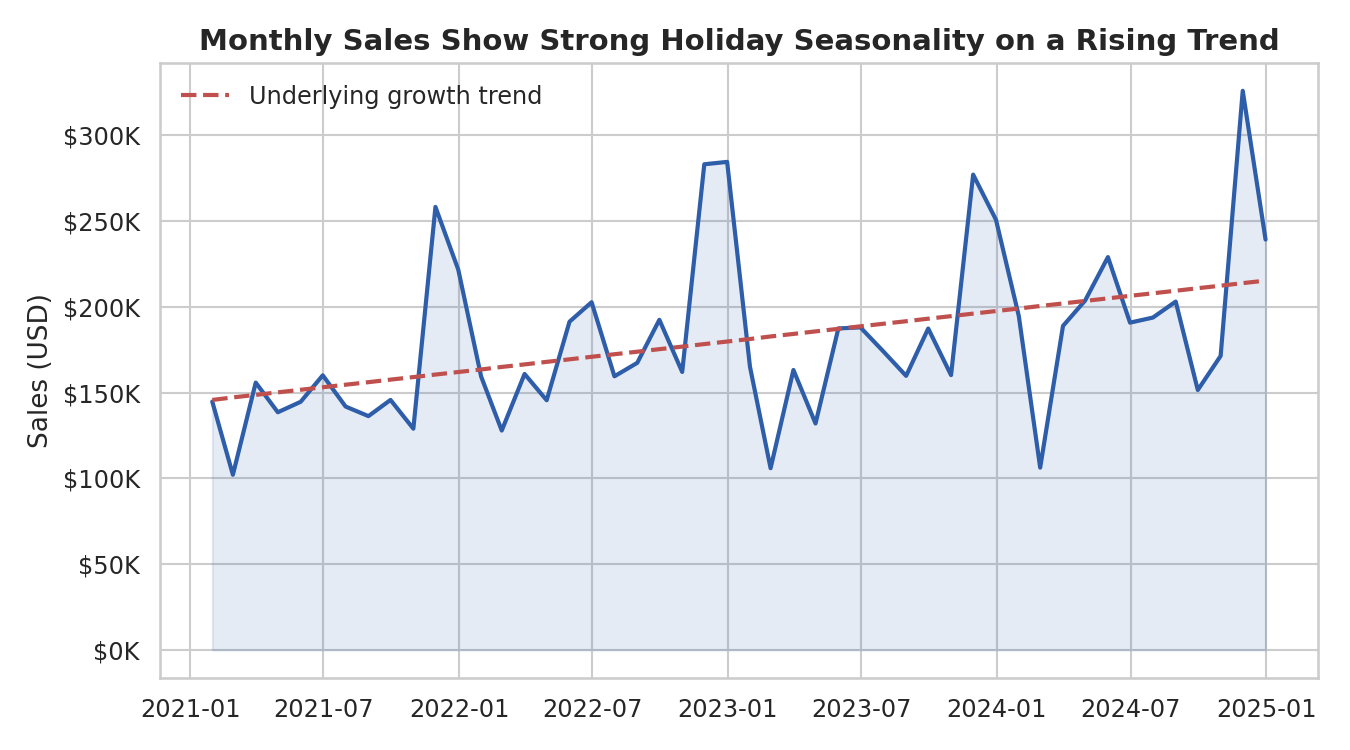 Monthly Sales Show Strong Holiday Seasonality on a Rising Trend
Underlying growth trend
Sales (USD)
$300K
$250K
$200K
$150K
$100K
$50K
$0K
2021-01 2021-07 2022-01 2022-07 2023-01 2023-07 2024-01 2024-07 2025-01